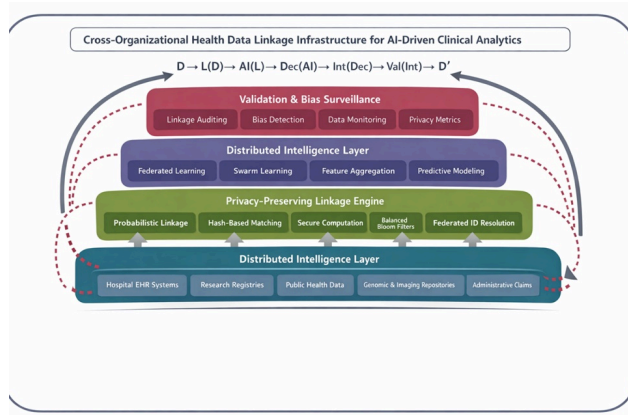 Cross-Organizational Health Data Linkage Infrastructure for AI-Driven Clinical Analytics
D → L(D) → AI(L) → Dec(AI) → Int(Dec) → Val(Int) → D′
Validation & Bias Surveillance
Linkage Auditing
Bias Detection
Data Monitoring
Privacy Metrics
Distributed Intelligence Layer
Federated Learning
Swarm Learning
Feature Aggregation
Predictive Modeling
Privacy-Preserving Linkage Engine
Probabilistic Linkage
Hash-Based Matching
Secure Computation
Balanced
Bloom Filters
Federated ID Resolution
Distributed Intelligence Layer
Hospital EHR Systems
Research Registries
Public Health Data
Genomic & Imaging Repositories
Administrative Claims